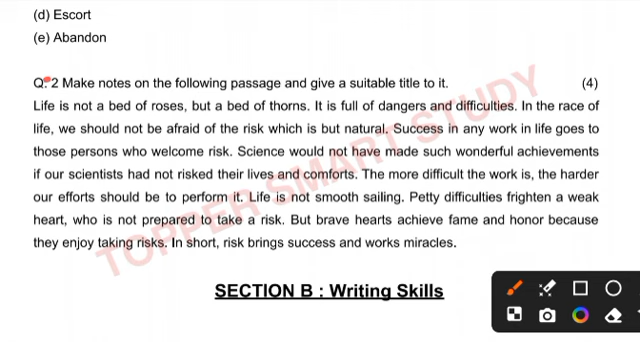 (d) Escort
(e) Abandon
Q. 2 Make notes on the following passage and give a suitable title to it. (4)
Life is not a bed of roses, but a bed of thorns. It is full of dangers and difficulties. In the race of
life, we should not be afraid of the risk which is but natural. Success in any work in life goes to
those persons who welcome risk. Science would not have made such wonderful achievements
if our scientists had not risked their lives and comforts. The more difficult the work is, the harder
our efforts should be to perform it. Life is not smooth sailing. Petty difficulties frighten a weak
heart, who is not prepared to take a risk. But brave hearts achieve fame and honor because
they enjoy taking risks. In short, risk brings success and works miracles.
TOPPER SMART STUDY
SECTION B : Writing Skills